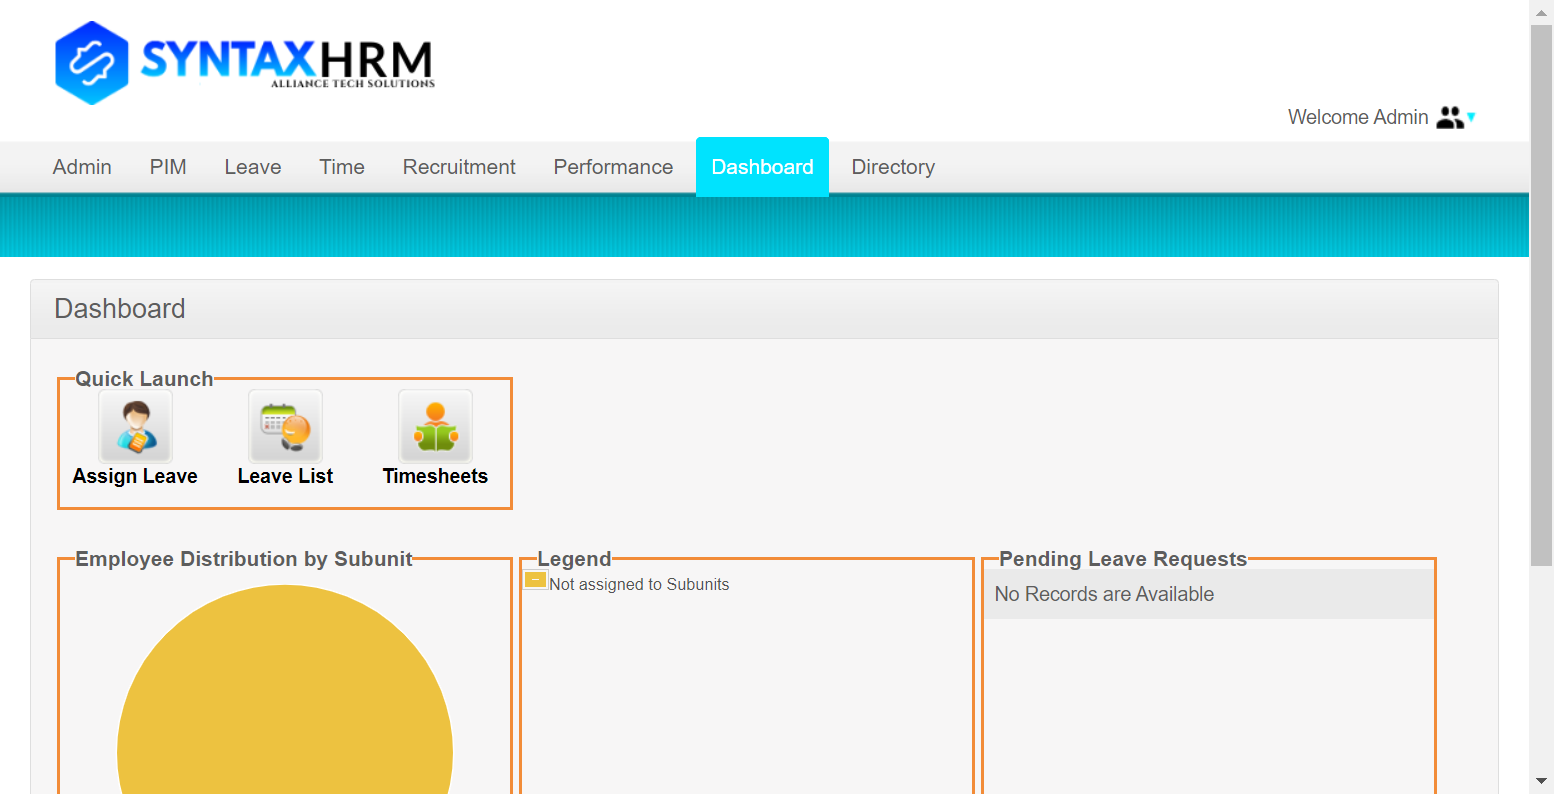 SYNTAXHRM
ALLIANCE TECH SOLUTIONS
Welcome Admin
Admin PIM Leave Time Recruitment Performance Dashboard Directory
Dashboard
Quick Launch
Assign Leave Leave List Timesheets
Employee Distribution by Subunit
Legend
Not assigned to Subunits
Pending Leave Requests
No Records are Available